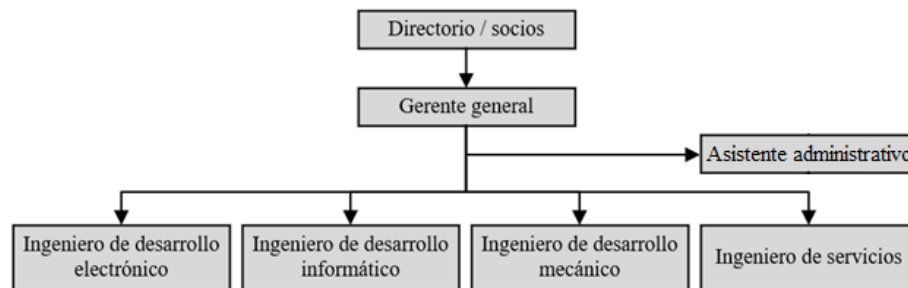 Directorio / socios
Gerente general
Asistente administrativo
Ingeniero de desarrollo
electrónico
Ingeniero de desarrollo
informático
Ingeniero de desarrollo
mecánico
Ingeniero de servicios